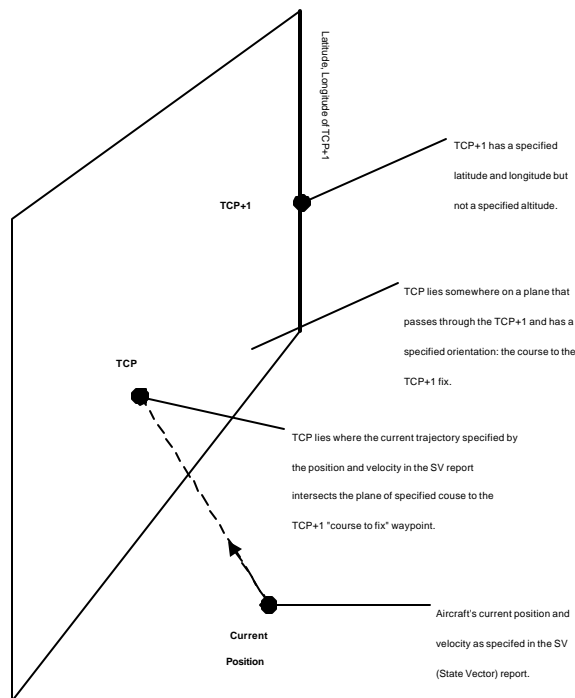 Latitude, Longitude of TCP+1
TCP+1 has a specified
latitude and longitude but
not a specified altitude.
TCP+1
TCP lies somewhere on a plane that
passes through the TCP+1 and has a
specified orientation: the course to the
TCP+1 fix.
TCP
TCP lies where the current trajectory specified by
the position and velocity in the SV report
intersects the plane of specified couse to the
TCP+1 "course to fix" waypoint.
Aircraft's current position and
velocity as specifed in the SV
(State Vector) report.
Current
Position